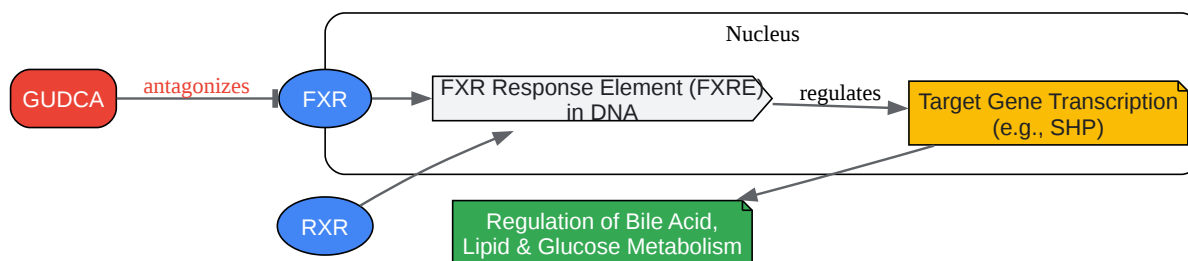 Nucleus
GUDCA
antagonizes
FXR
FXR Response Element (FXRE)
in DNA
regulates
Target Gene Transcription
(e.g., SHP)
RXR
Regulation of Bile Acid,
Lipid & Glucose Metabolism